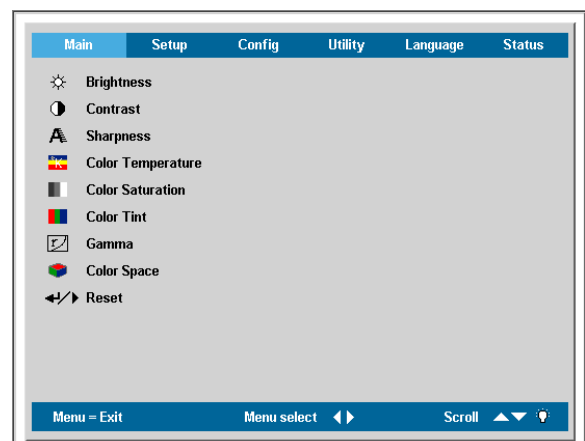 Main Setup Config Utility Language Status
Brightness
Contrast
Sharpness
Color Temperature
Color Saturation
Color Tint
Gamma
Color Space
Reset
Menu = Exit Menu select Scroll